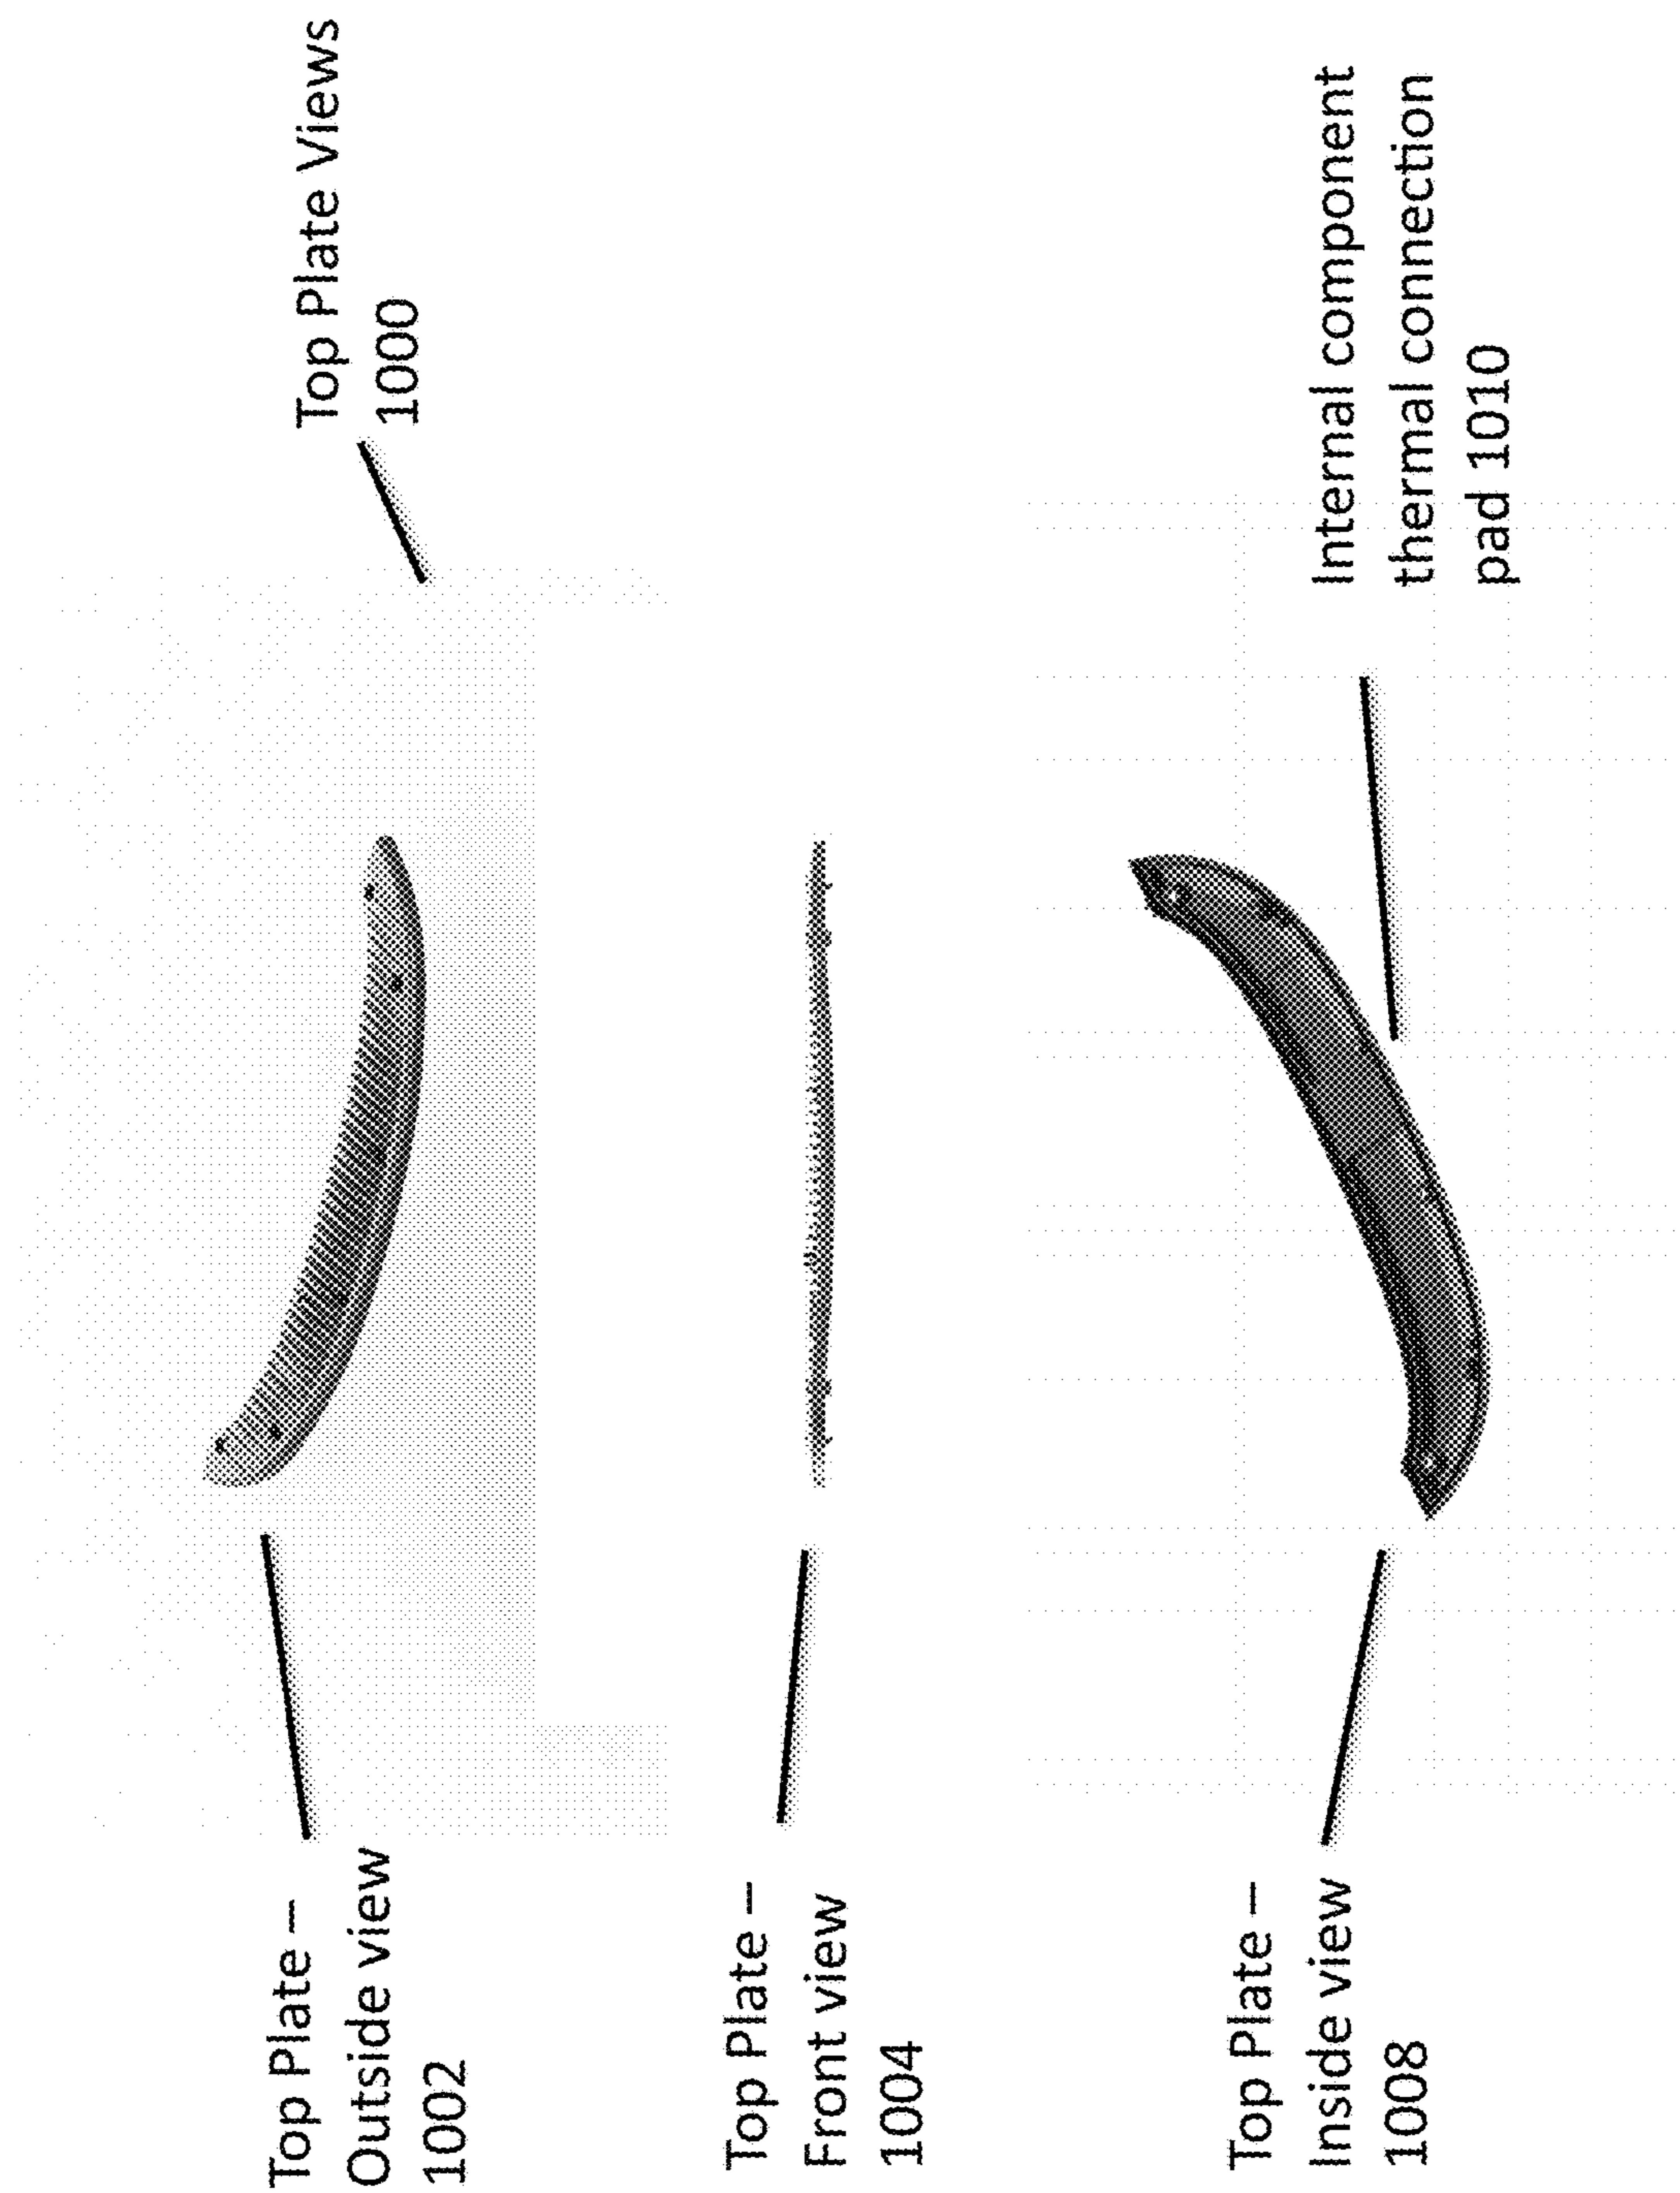 Top Plate Views
1000
Top Plate –
Outside view
1002
Top Plate –
Front view
1004
Top Plate –
Inside view
1008
Internal component
thermal connection
pad 1010